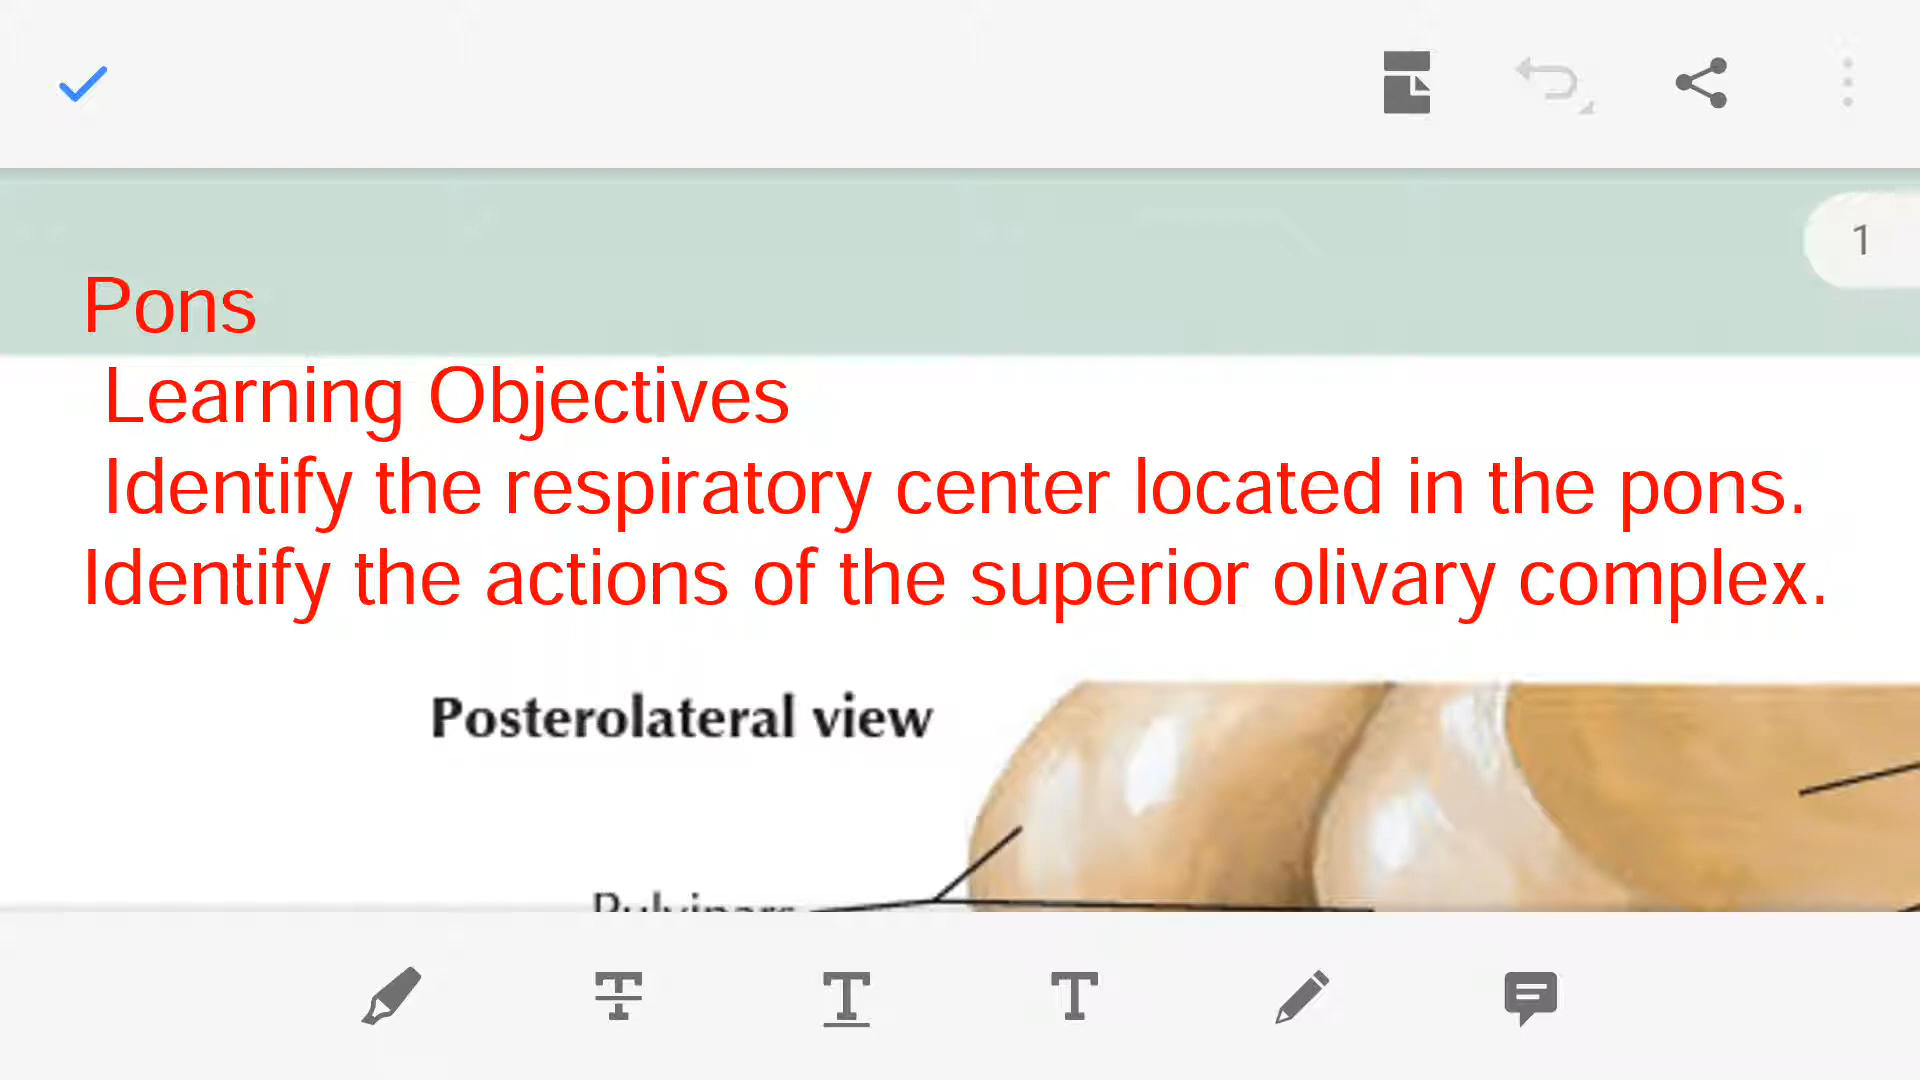 1
Pons
Learning Objectives
Identify the respiratory center located in the pons.
Identify the actions of the superior olivary complex.
Posterolateral view
Pulvinars